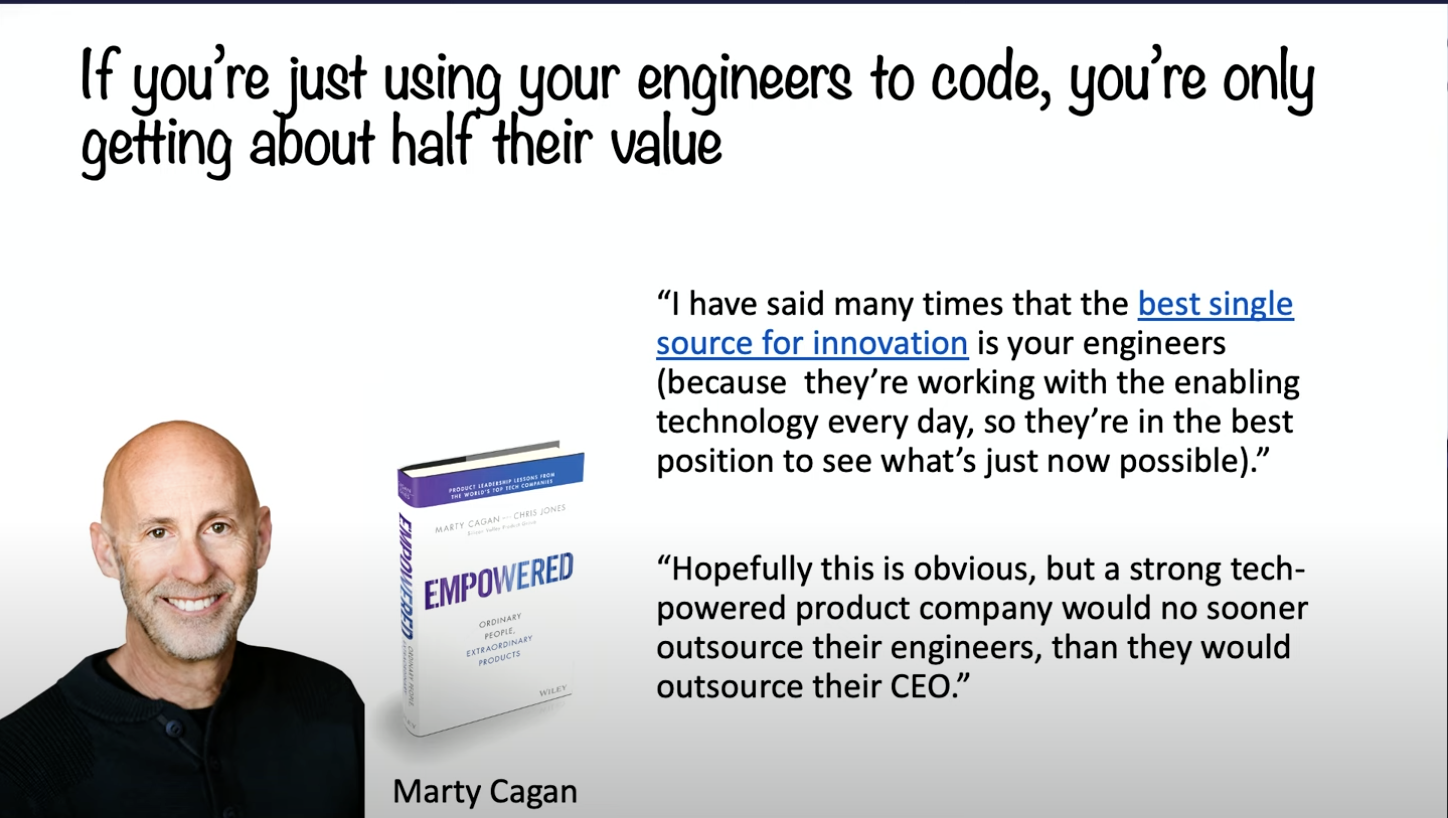 If you’re just using your engineers to code, you’re only
getting about half their value
“I have said many times that the best single
source for innovation is your engineers
(because  they’re working with the enabling
technology every day, so they’re in the best
position to see what’s just now possible).”
“Hopefully this is obvious, but a strong tech-
powered product company would no sooner
outsource their engineers, than they would
outsource their CEO.”
PRODUCT LEADERSHIP LESSONS FROM
THE WORLD'S TOP TECH COMPANIES
MARTY CAGAN — CHRIS JONES
Silicon Valley Product Group
EMPOWERED
ORDINARY
PEOPLE,
EXTRAORDINARY
PRODUCTS
WILEY
EMPOWERED
Marty Cagan